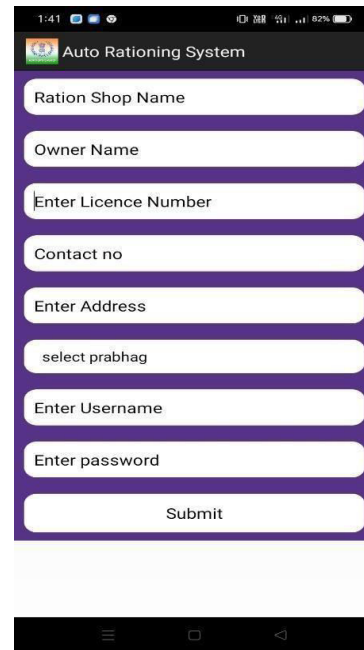 1:41
82%
Auto Rationing System
Ration Shop Name
Owner Name
Enter Licence Number
Contact no
Enter Address
select prabhag
Enter Username
Enter password
Submit